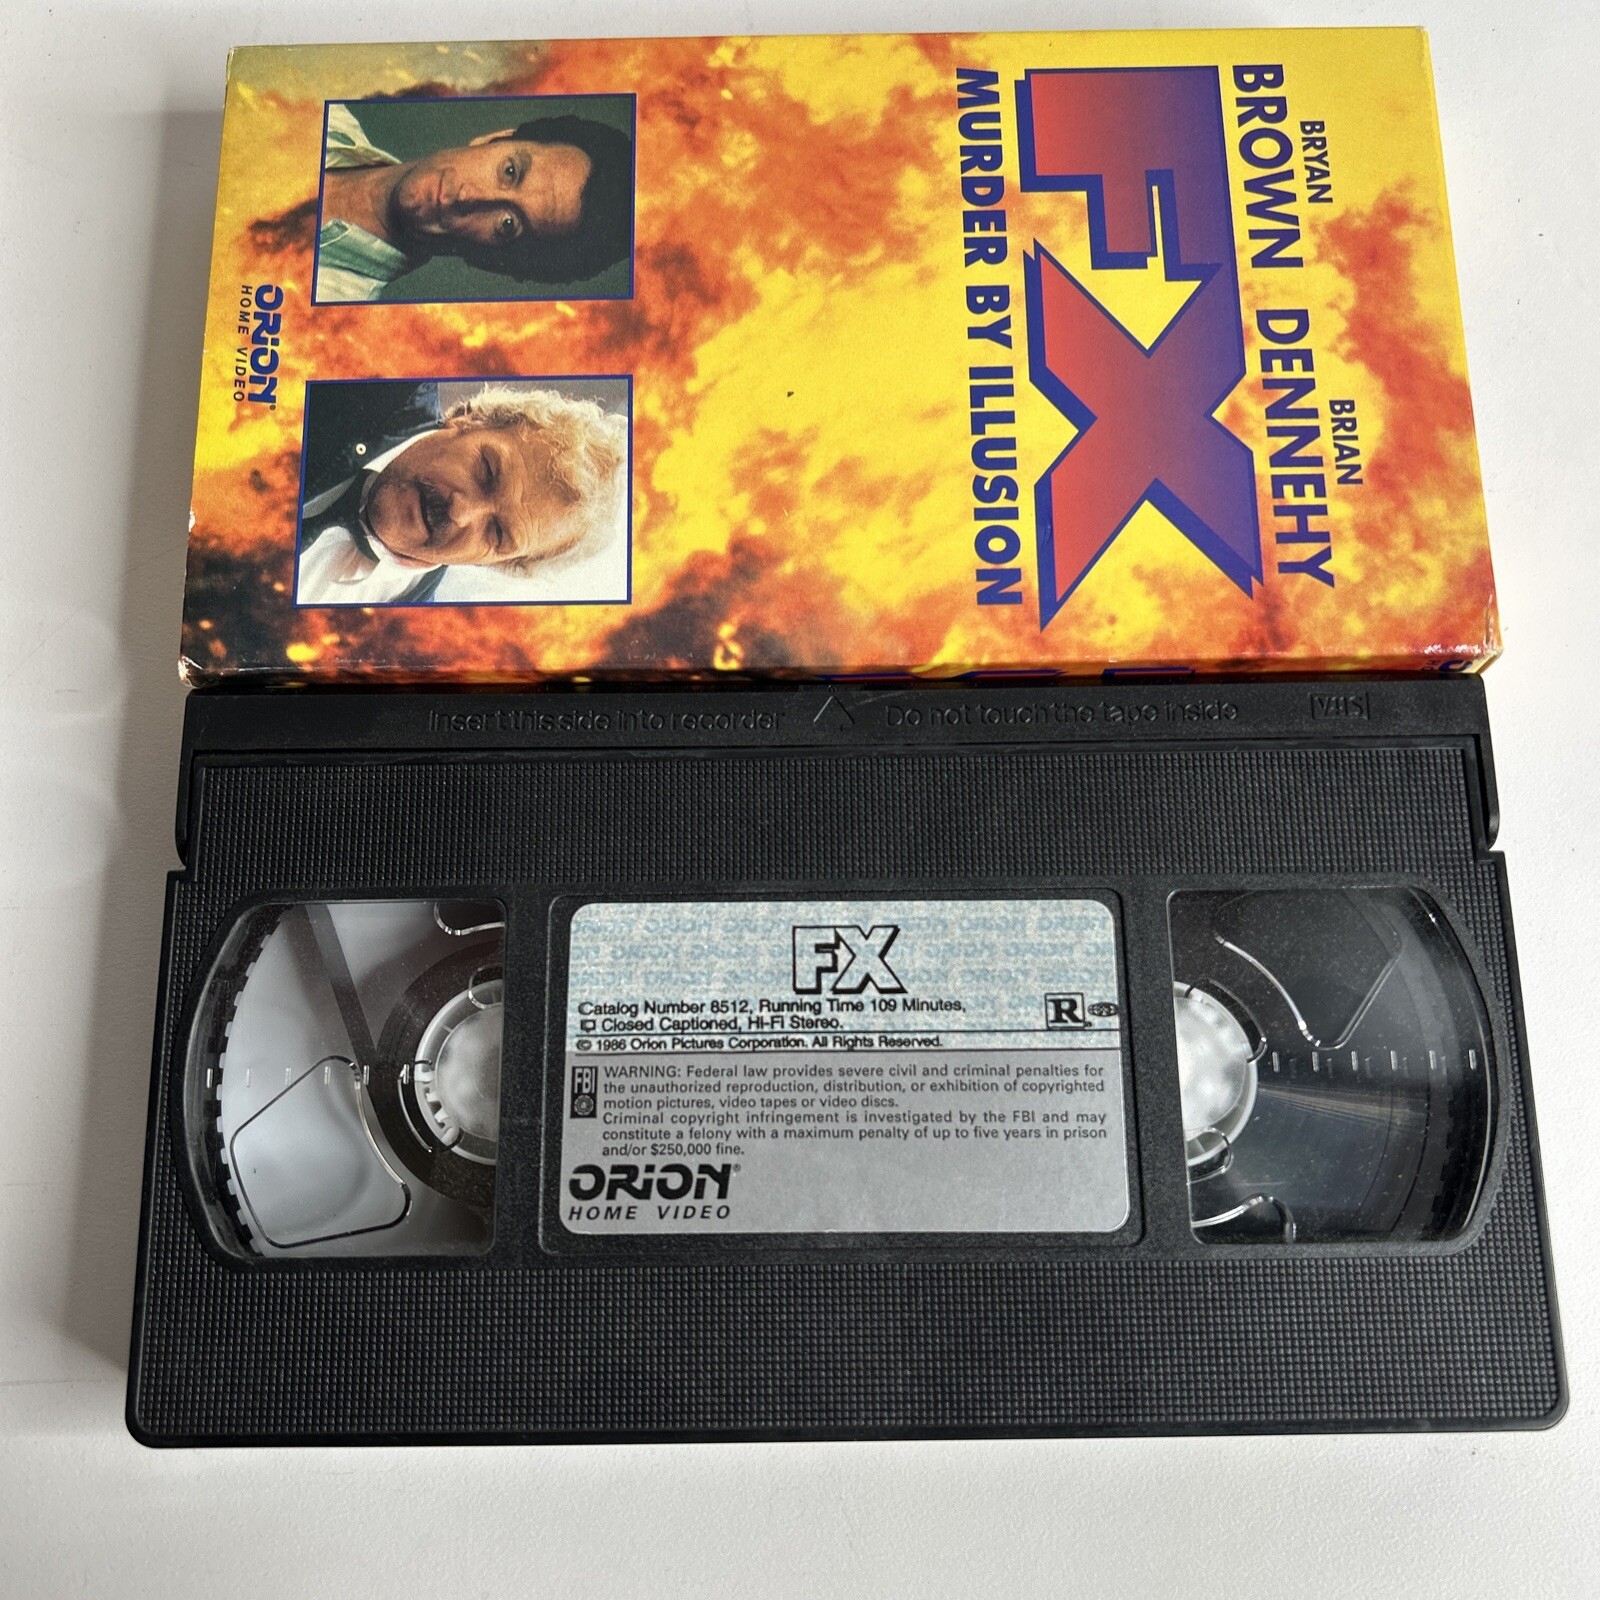 BRYAN BRIAN
BROWN DENNEHY
FX
MURDER BY ILLUSION
ORION
HOME VIDEO
Insert this side into recorder Do not touch the tape inside VHS
FX
Catalog Number 8512, Running Time 109 Minutes,
Closed Captioned, Hi-Fi Stereo.
R
© 1986 Orion Pictures Corporation. All Rights Reserved.
FBI
WARNING: Federal law provides severe civil and criminal penalties for
the unauthorized reproduction, distribution, or exhibition of copyrighted
motion pictures, video tapes or video discs.
Criminal copyright infringement is investigated by the FBI and may
constitute a felony with a maximum penalty of up to five years in prison
and/or $250,000 fine.
ORION®
HOME VIDEO